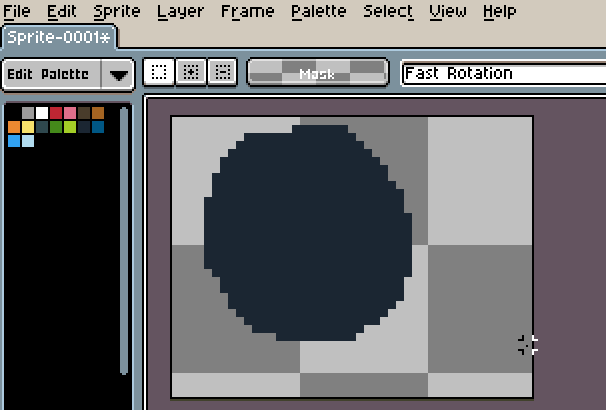 File Edit Sprite Layer Frame Palette Select View Help
Sprite-0001*
Edit Palette
Mask
Fast Rotation